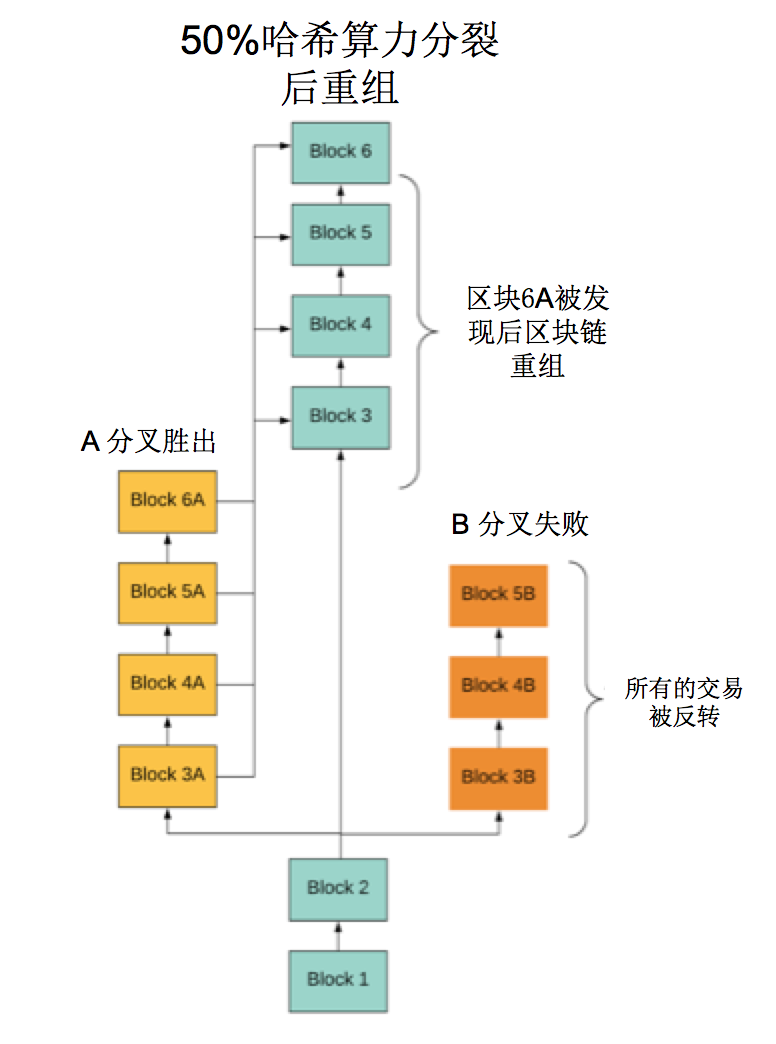 50%哈希算力分裂
后重组
Block 6
Block 5
Block 4
Block 3
区块6A被发
现后区块链
重组
A 分叉胜出
Block 6A
Block 5A
Block 4A
Block 3A
B 分叉失败
Block 5B
Block 4B
Block 3B
所有的交易
被反转
Block 2
Block 1